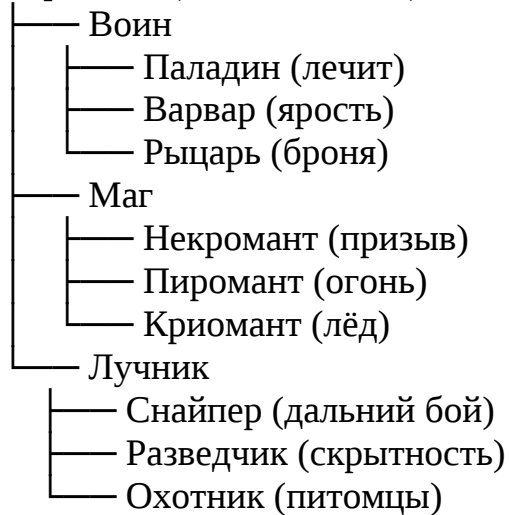 ├── Воин
│   ├── Паладин (лечит)
│   ├── Варвар (ярость)
│   └── Рыцарь (броня)
├── Маг
│   ├── Некромант (призыв)
│   ├── Пиромант (огонь)
│   └── Криомант (лёд)
└── Лучник
    ├── Снайпер (дальний бой)
    ├── Разведчик (скрытность)
    └── Охотник (питомцы)